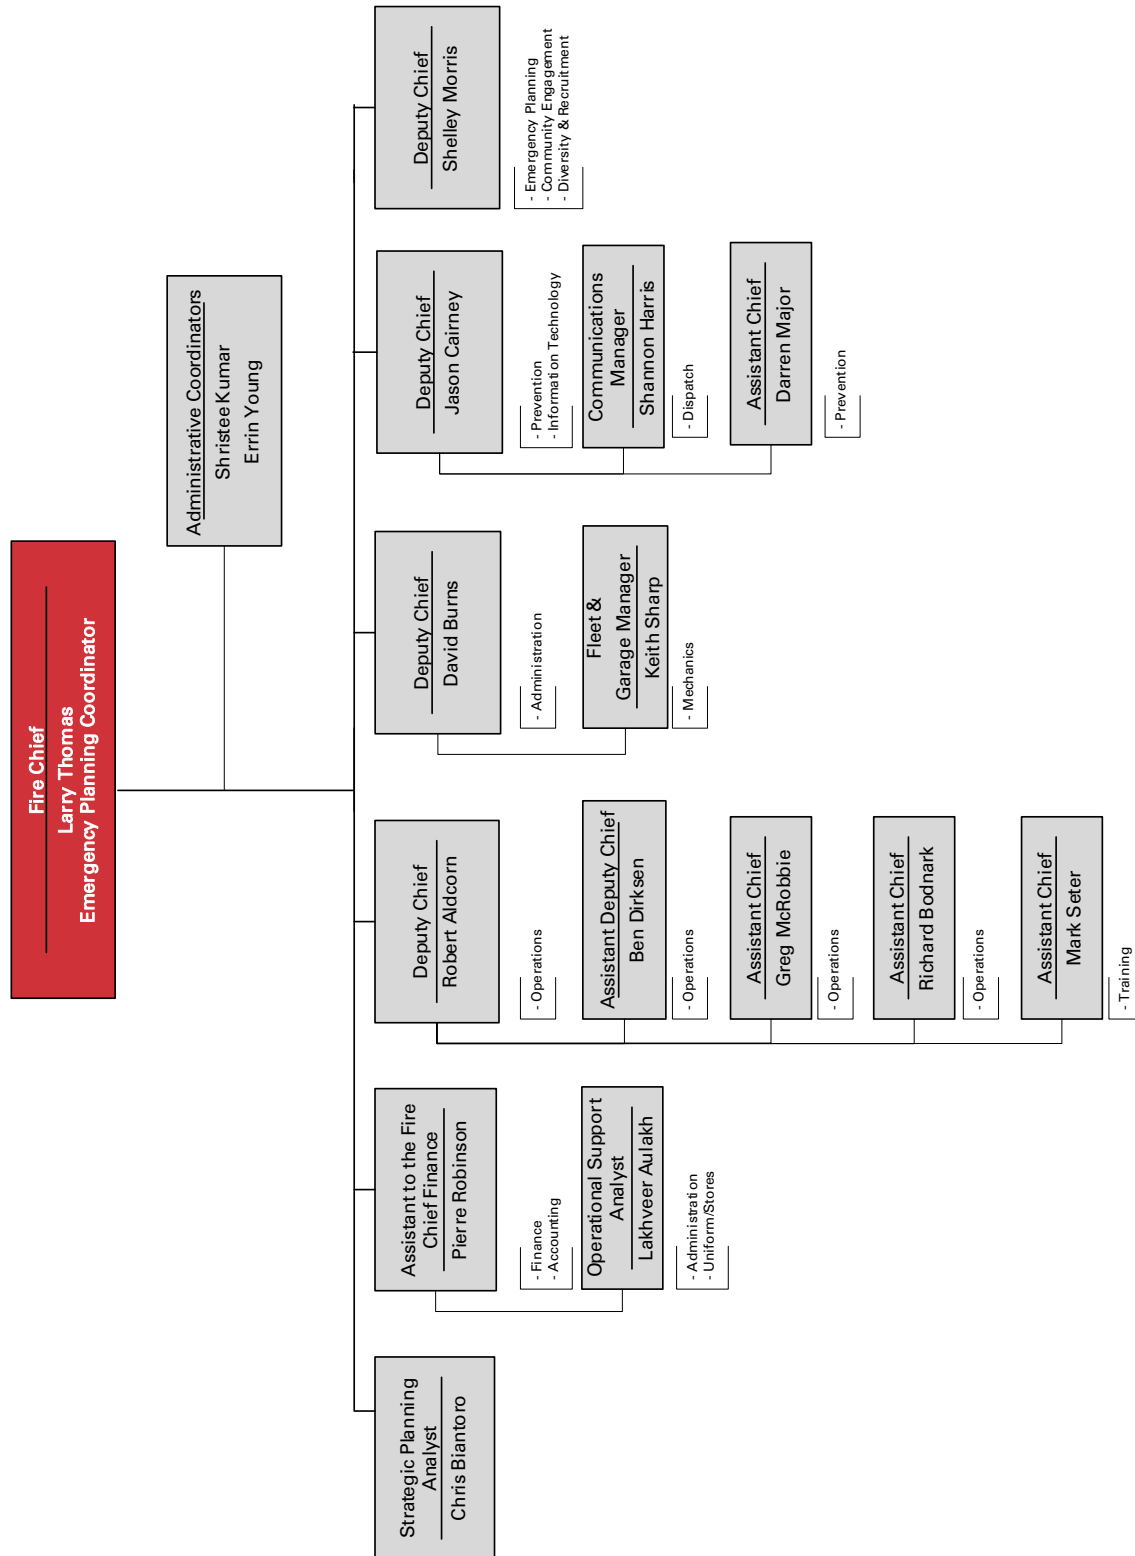 Fire Chief
Larry Thomas
Emergency Planning Coordinator
Administrative Coordinators
Shristee Kumar
Errin Young
Strategic Planning
Analyst
Chris Biantoro
Assistant to the Fire
Chief Finance
Pierre Robinson
- Finance
- Accounting
Operational Support
Analyst
Lakhveer Aulakh
- Administration
- Uniform/Stores
Deputy Chief
Robert Aldcorn
- Operations
Assistant Deputy Chief
Ben Dirksen
- Operations
Assistant Chief
Greg McRobbie
- Operations
Assistant Chief
Richard Bodnark
- Operations
Assistant Chief
Mark Seter
- Training
Deputy Chief
David Burns
- Administration
Fleet &
Garage Manager
Keith Sharp
- Mechanics
Deputy Chief
Jason Cairney
- Prevention
- Information Technology
Communications
Manager
Shannon Harris
- Dispatch
Assistant Chief
Darren Major
- Prevention
Deputy Chief
Shelley Morris
- Emergency Planning
- Community Engagement
- Diversity & Recruitment